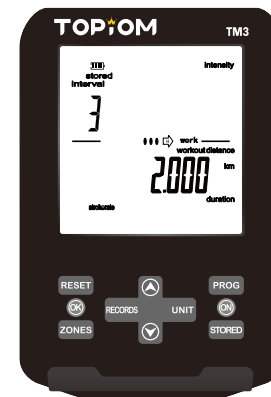 TOPIOM
TM3
intensity
stored
interval
3
work
workout distance
2.000 km
duration
strokerate
RESET
PROG
OK
RECORDS
UNIT
ON
ZONES
STORED